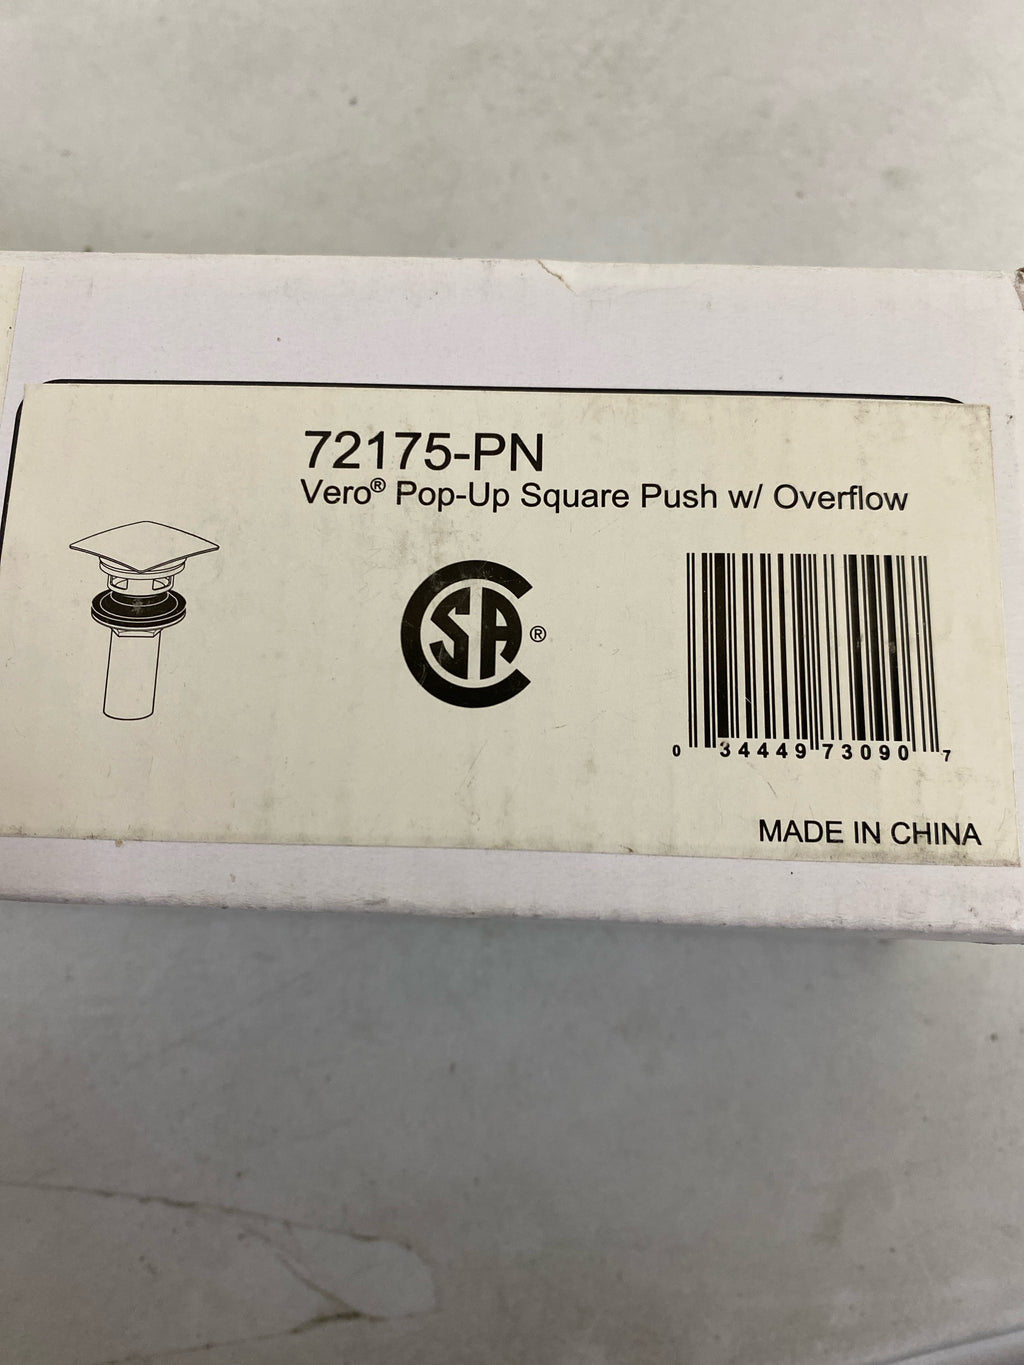 72175-PN
Vero® Pop-Up Square Push w/ Overflow
CSA®
0 34449 73090 7
MADE IN CHINA